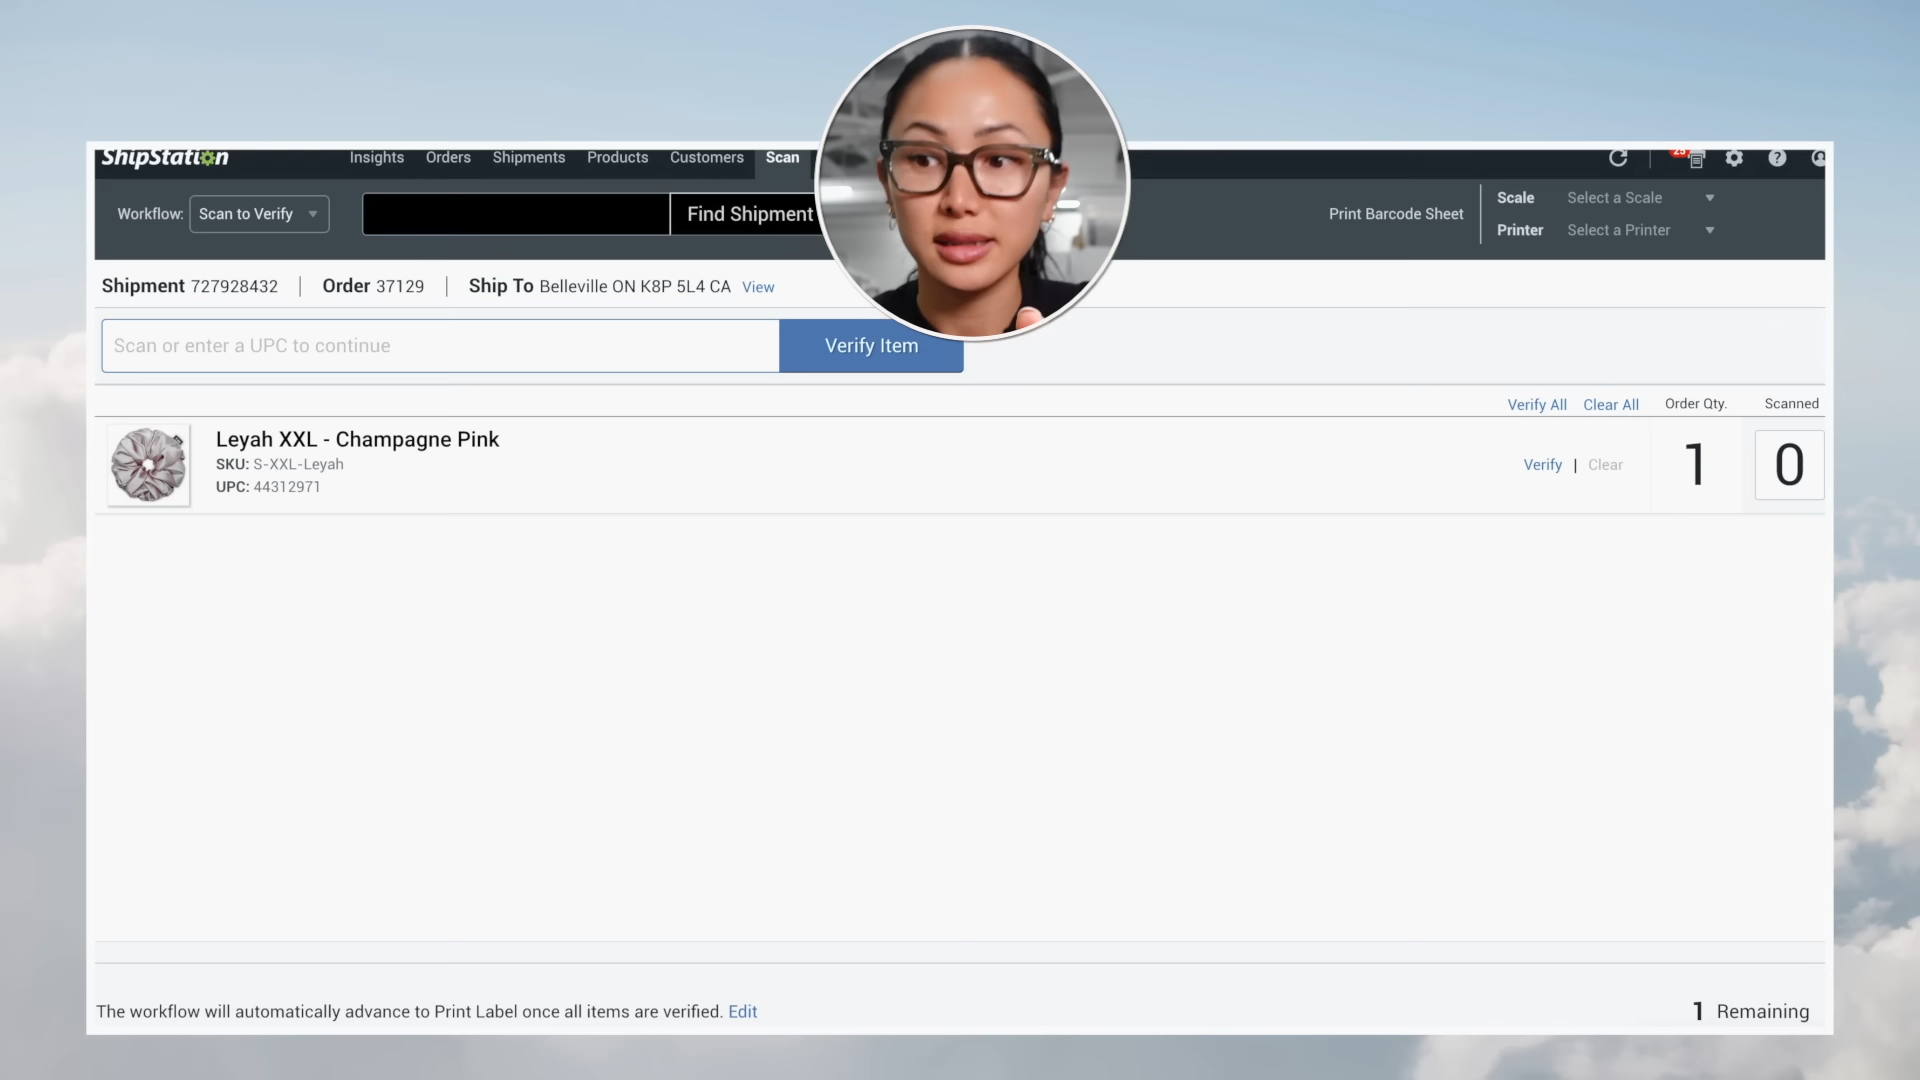 ShipStation
Insights Orders Shipments Products Customers Scan
25
Workflow: Scan to Verify Find Shipment Print Barcode Sheet
Scale Select a Scale
Printer Select a Printer
Shipment 727928432 | Order 37129 | Ship To Belleville ON K8P 5L4 CA View
Scan or enter a UPC to continue Verify Item
Verify All Clear All Order Qty. Scanned
Leyah XXL - Champagne Pink
SKU: S-XXL-Leyah
UPC: 44312971
Verify | Clear 1 0
The workflow will automatically advance to Print Label once all items are verified. Edit 1 Remaining